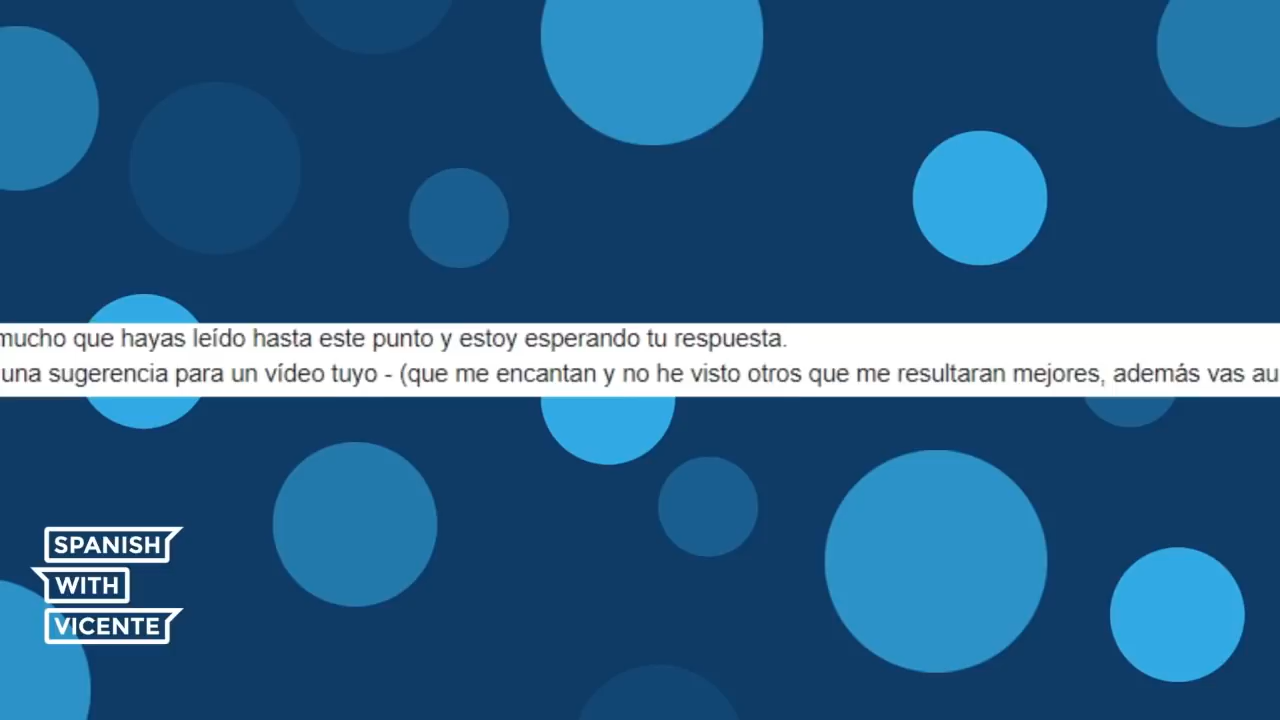 mucho que hayas leído hasta este punto y estoy esperando tu respuesta.
una sugerencia para un vídeo tuyo - (que me encantan y no he visto otros que me resultaran mejores, además vas au
SPANISH
WITH
VICENTE